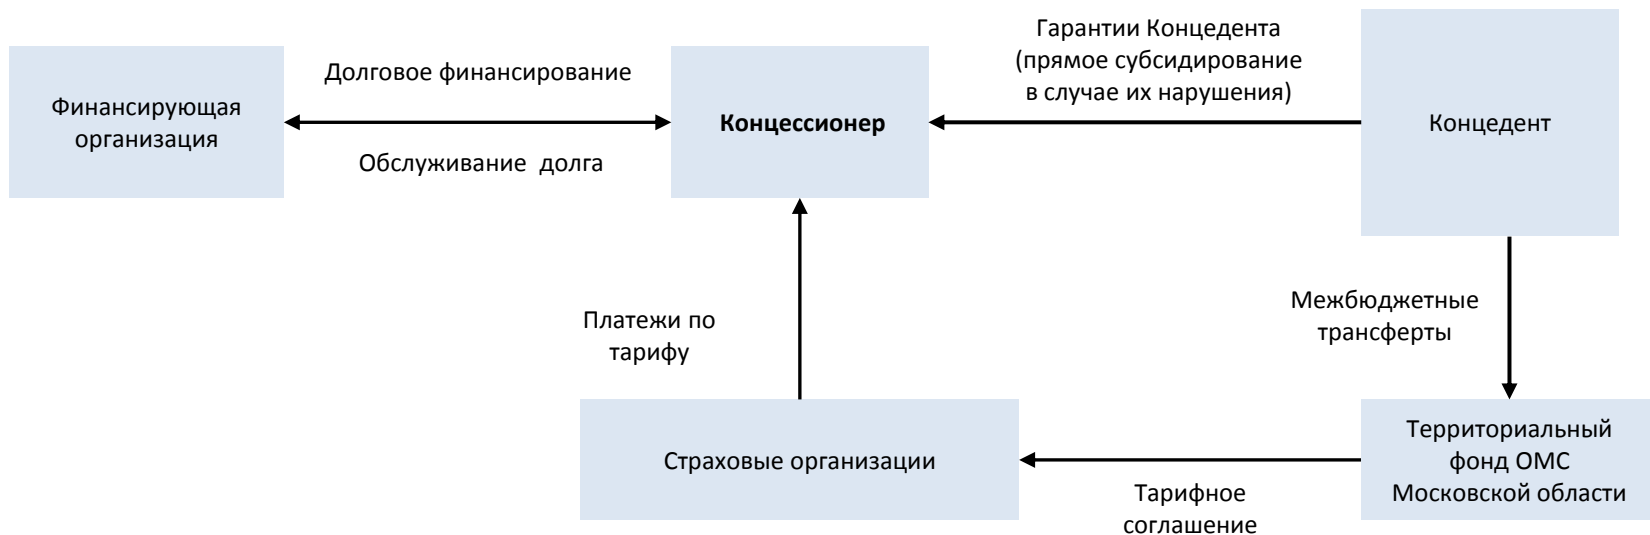 Гарантии Концедента
(прямое субсидирование
в случае их нарушения)
Долговое финансирование
Финансирующая
организация
Концессионер
Концедент
Обслуживание долга
Межбюджетные
трансферты
Платежи по
тарифу
Территориальный
фонд ОМС
Московской области
Страховые организации
Тарифное
соглашение